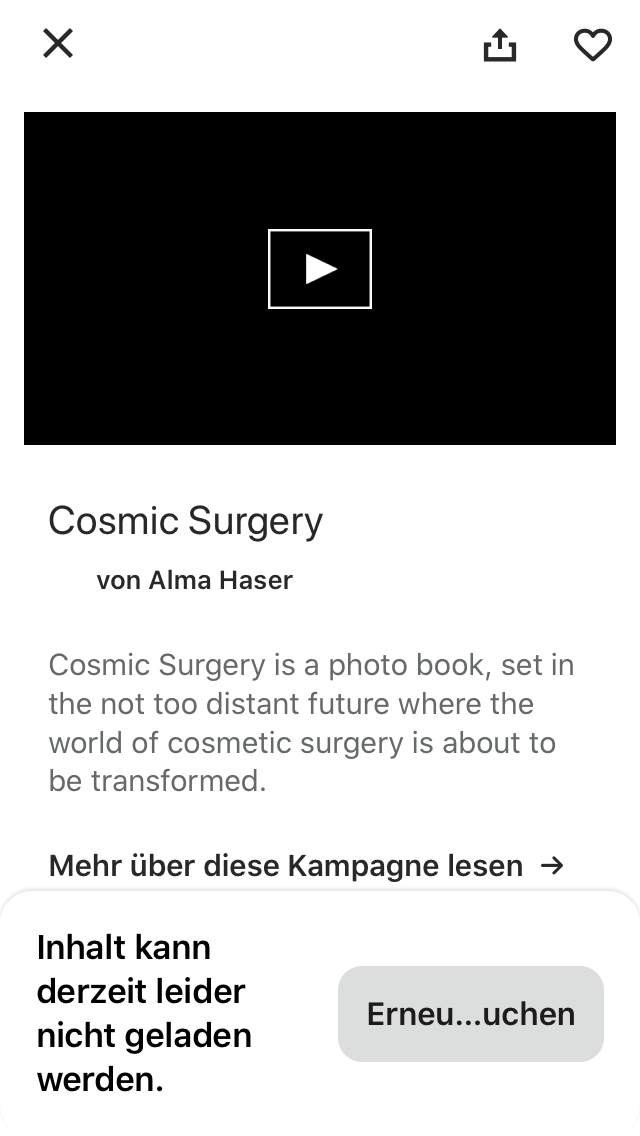 Cosmic Surgery
von Alma Haser
Cosmic Surgery is a photo book, set in
the not too distant future where the
world of cosmetic surgery is about to
be transformed.
Mehr über diese Kampagne lesen →
Inhalt kann
derzeit leider
nicht geladen
werden.
Erneu...uchen